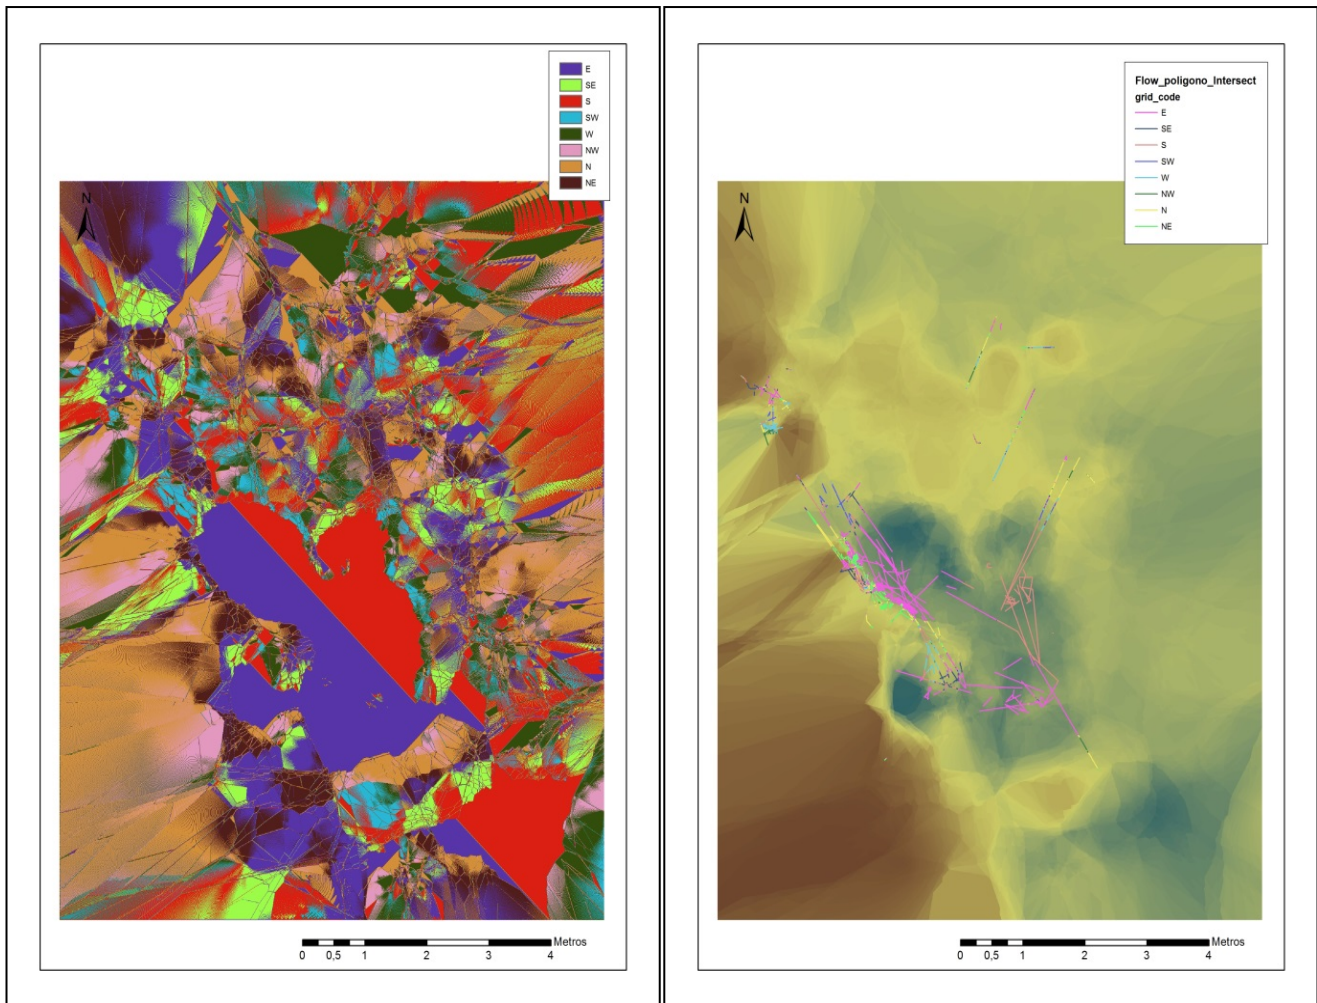 E
SE
S
SW
W
NW
N
NE
N
Metros
0 0,5 1 2 3 4
Flow_poligono_Intersect
grid_code
E
SE
S
SW
W
NW
N
NE
N
Metros
0 0,5 1 2 3 4